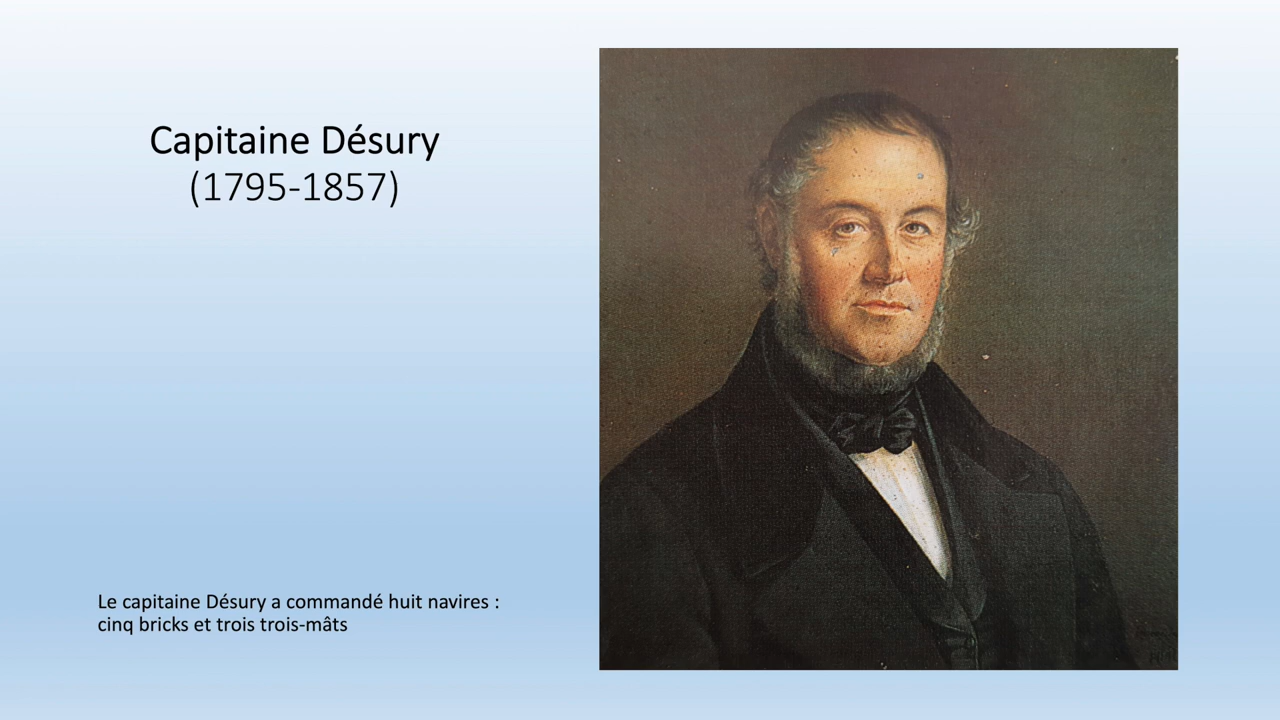 Capitaine Désury
(1795-1857)
Le capitaine Désury a commandé huit navires :
cinq bricks et trois trois-mâts